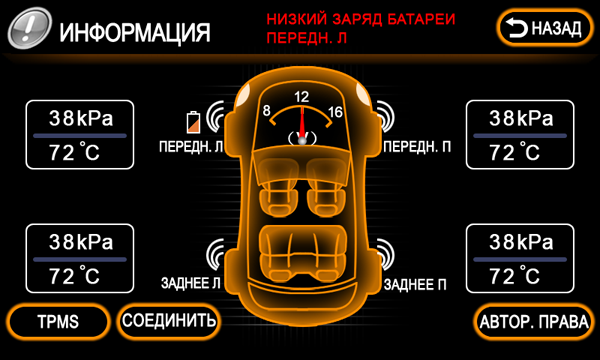 ИНФОРМАЦИЯ
НИЗКИЙ ЗАРЯД БАТАРЕИ
ПЕРЕДН. Л
НАЗАД
38kPa
72°C
8
12
16
(V)
ПЕРЕДН. Л
ПЕРЕДН. П
38kPa
72°C
38kPa
72°C
ЗАДНЕЕ Л
ЗАДНЕЕ П
38kPa
72°C
TPMS
СОЕДИНИТЬ
АВТОР. ПРАВА